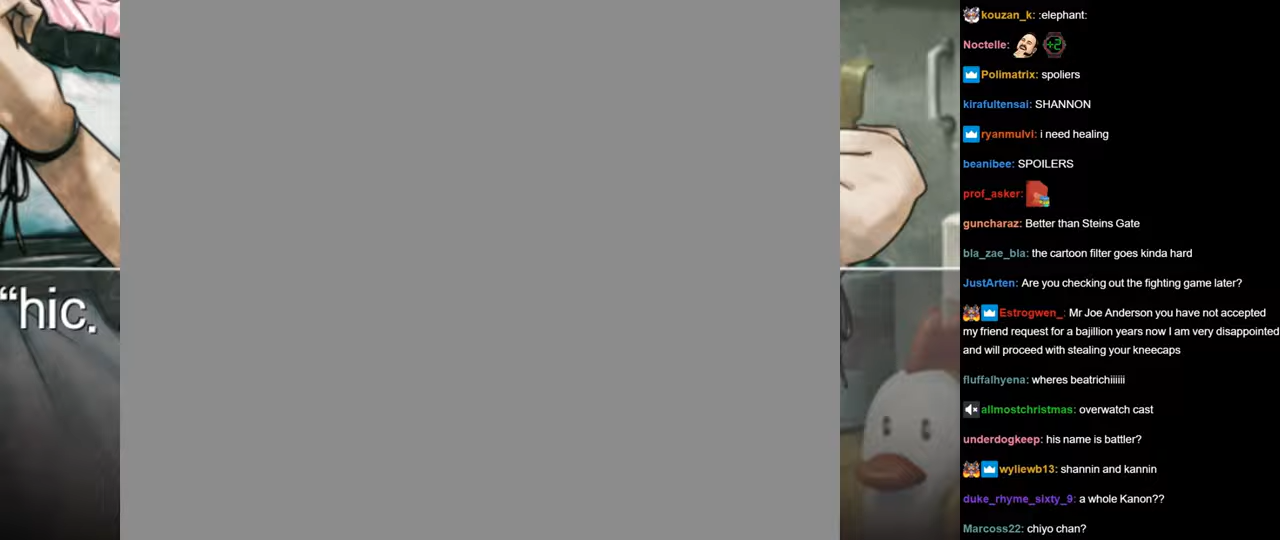 “hic.
kouzan_k: :elephant:
Noctelle: +2
Polimatrix: spoliers
kirafultensai: SHANNON
ryanmulvi: i need healing
beanibee: SPOILERS
prof_asker:
guncharaz: Better than Steins Gate
bla_zae_bla: the cartoon filter goes kinda hard
JustArten: Are you checking out the fighting game later?
Estrogwen_: Mr Joe Anderson you have not accepted
my friend request for a bajillion years now I am very disappointed
and will proceed with stealing your kneecaps
fluffalhyena: wheres beatrichiiiiii
allmostchristmas: overwatch cast
underdogkeep: his name is battler?
wyliewb13: shannin and kannin
duke_rhyme_sixty_9: a whole Kanon??
Marcoss22: chiyo chan?